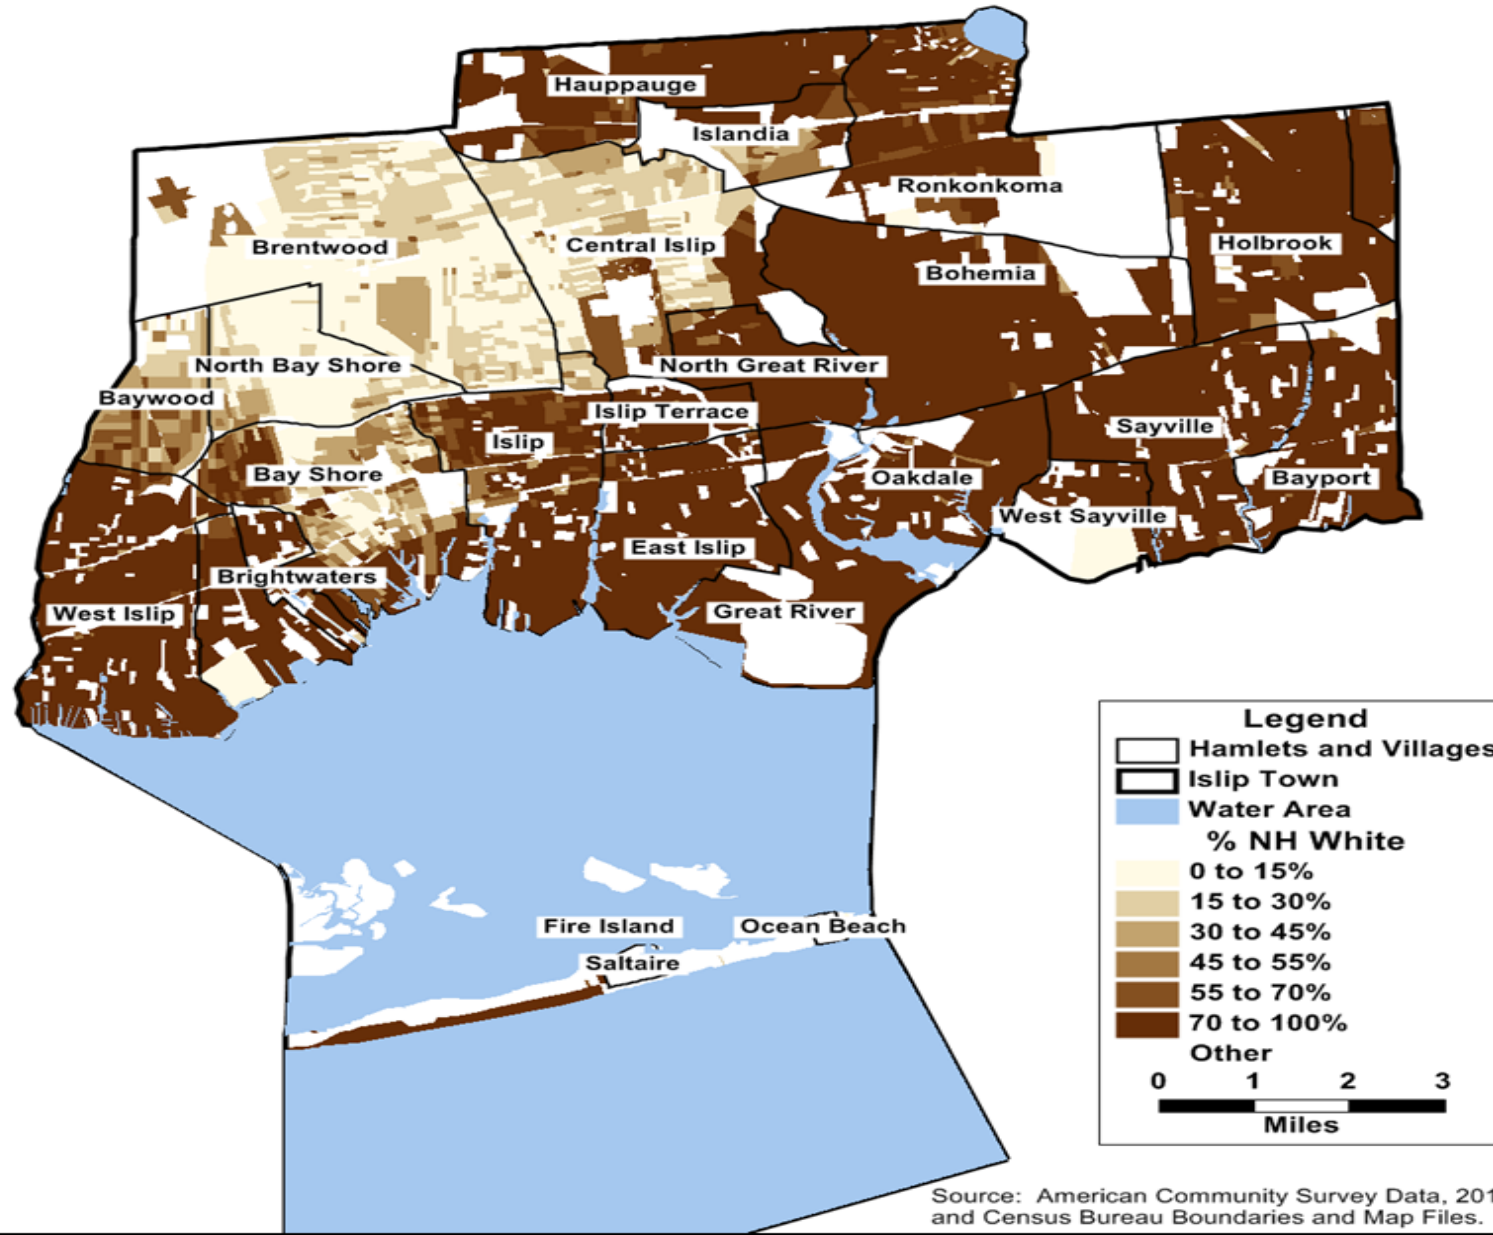 Hauppauge
Islandia
Ronkonkoma
Brentwood
Central Islip
Holbrook
Bohemia
North Bay Shore
North Great River
Baywood
Islip Terrace
Islip
Sayville
Bay Shore
Oakdale
Bayport
West Sayville
East Islip
Brightwaters
West Islip
Great River
Fire Island
Ocean Beach
Saltaire
Legend
Hamlets and Villages
Islip Town
Water Area
% NH White
0 to 15%
15 to 30%
30 to 45%
45 to 55%
55 to 70%
70 to 100%
Other
0 1 2 3
Miles
Source: American Community Survey Data, 201
and Census Bureau Boundaries and Map Files.